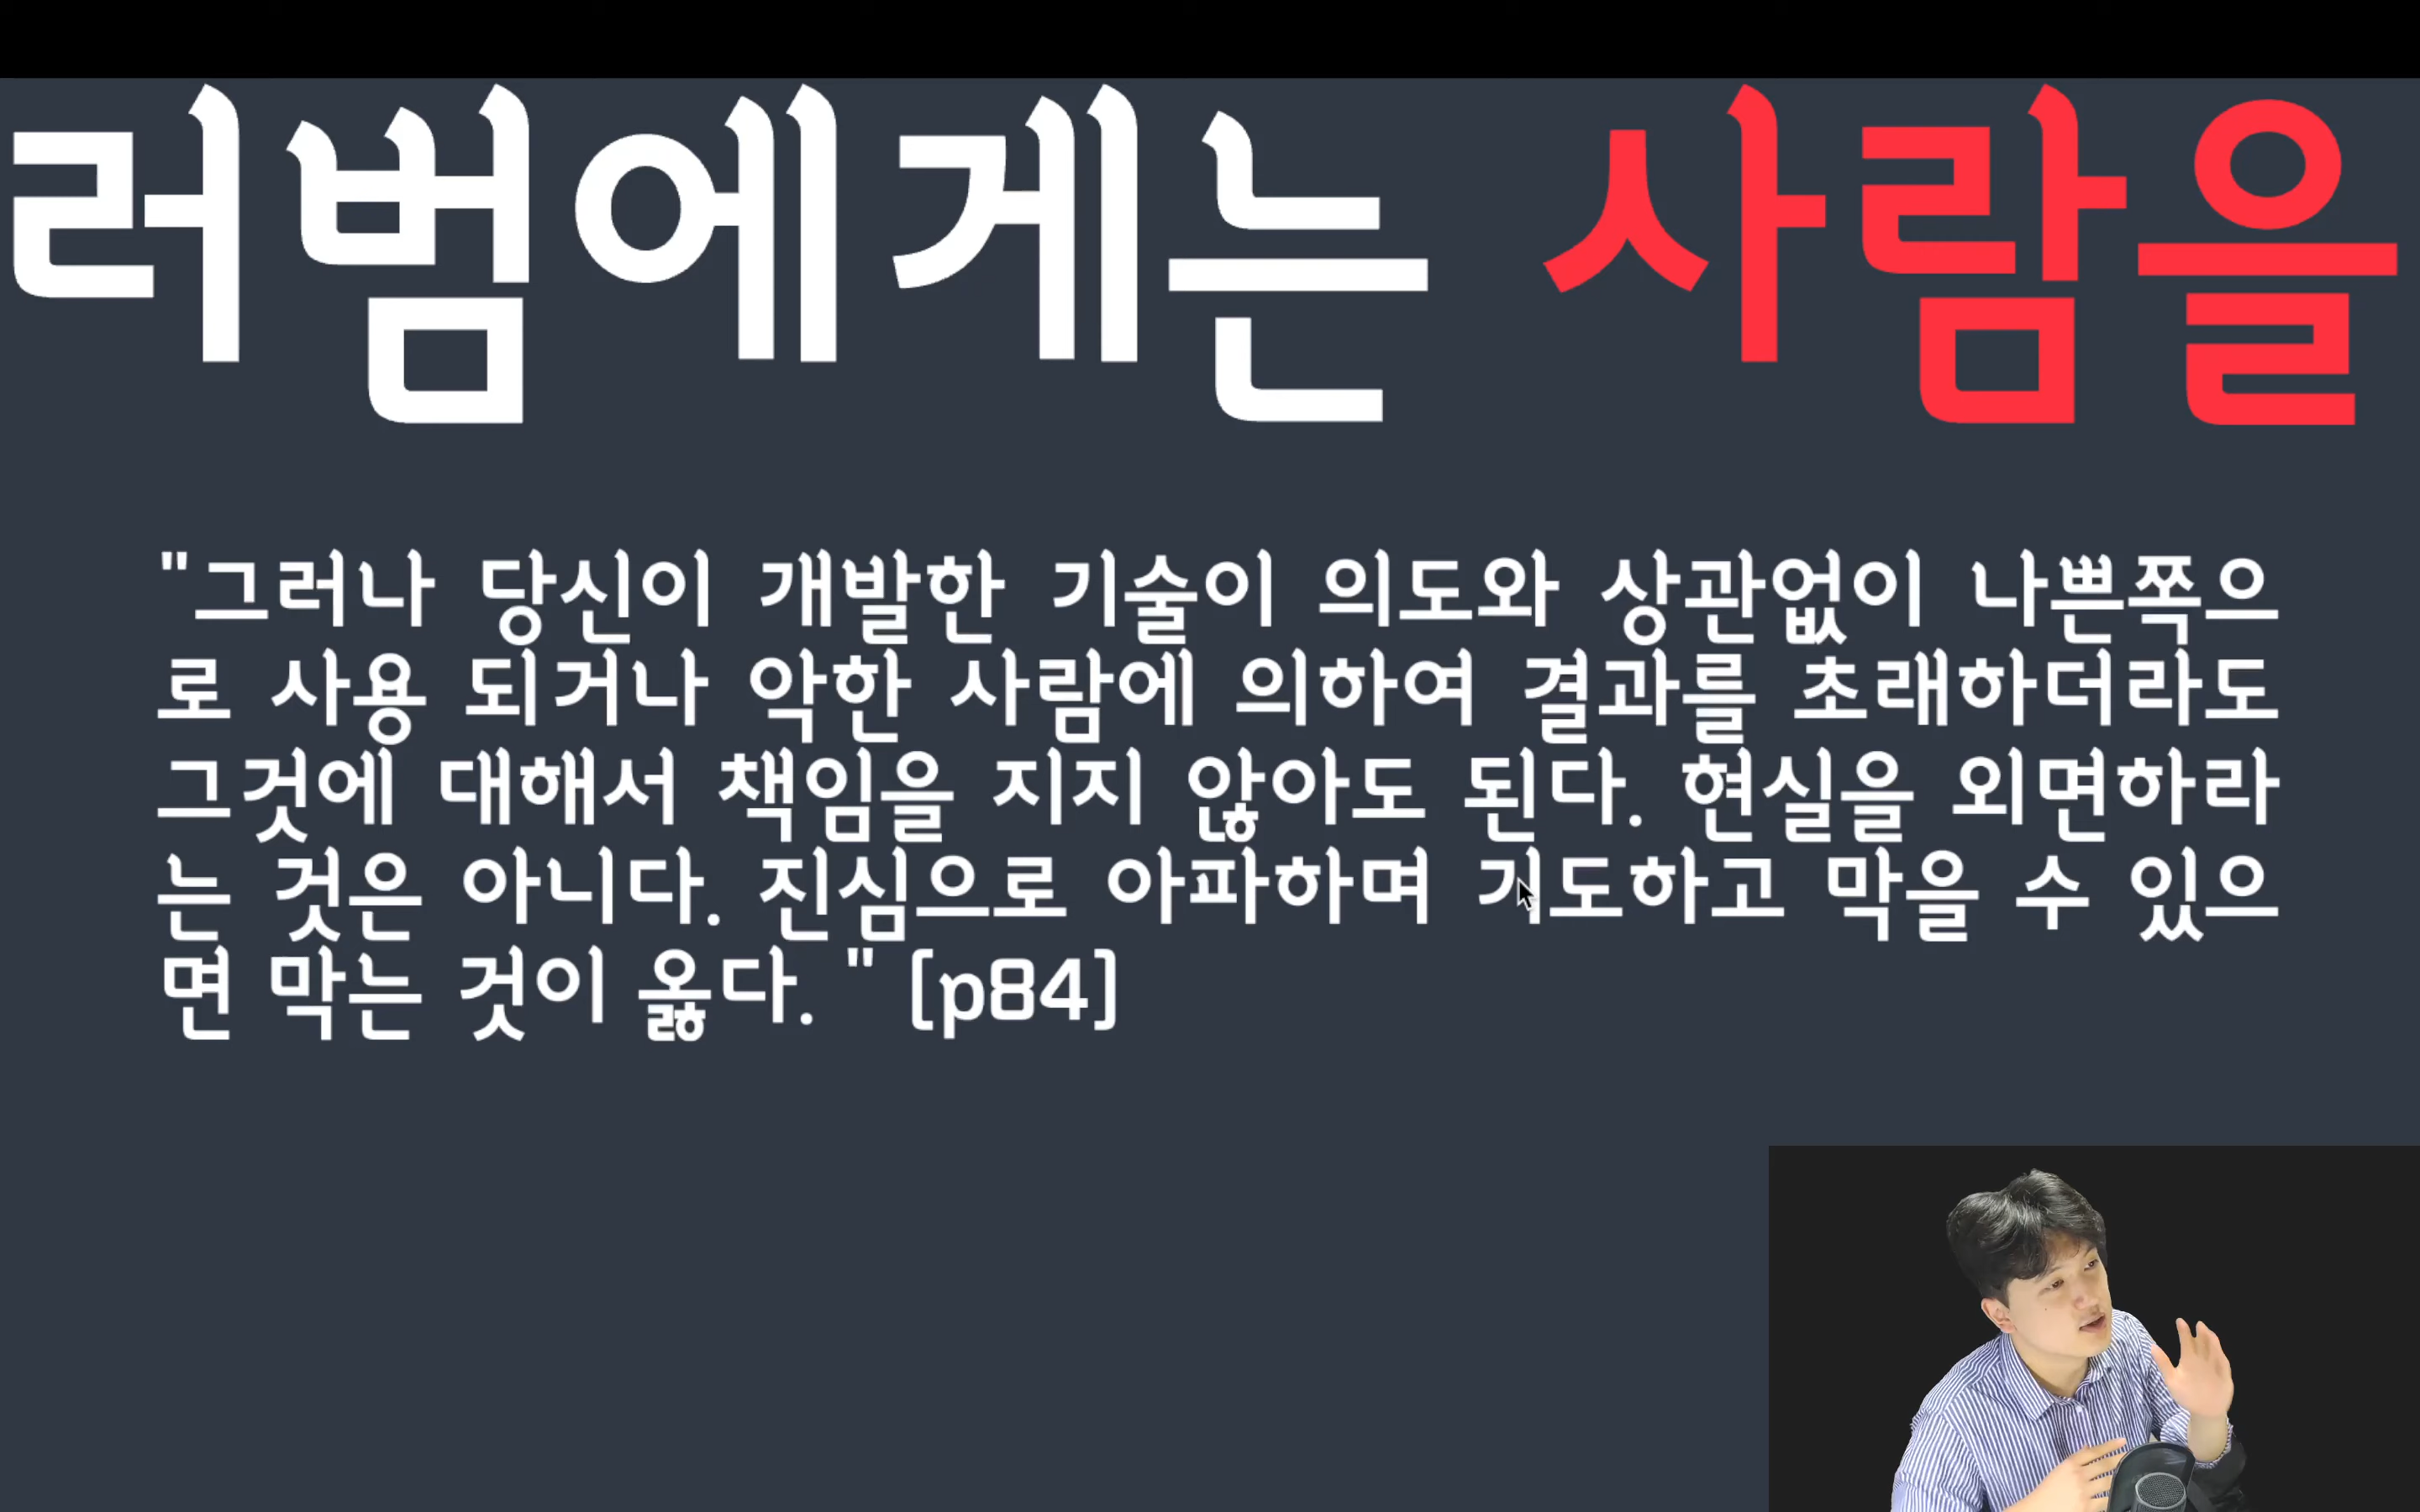 러범에게는 사람을
"그러나 당신이 개발한 기술이 의도와 상관없이 나쁜쪽으
로 사용 되거나 악한 사람에 의하여 결과를 초래하더라도
그것에 대해서 책임을 지지 않아도 된다. 현실을 외면하라
는 것은 아니다. 진심으로 아파하며 기도하고 막을 수 있으
면 막는 것이 옳다. " [p84]